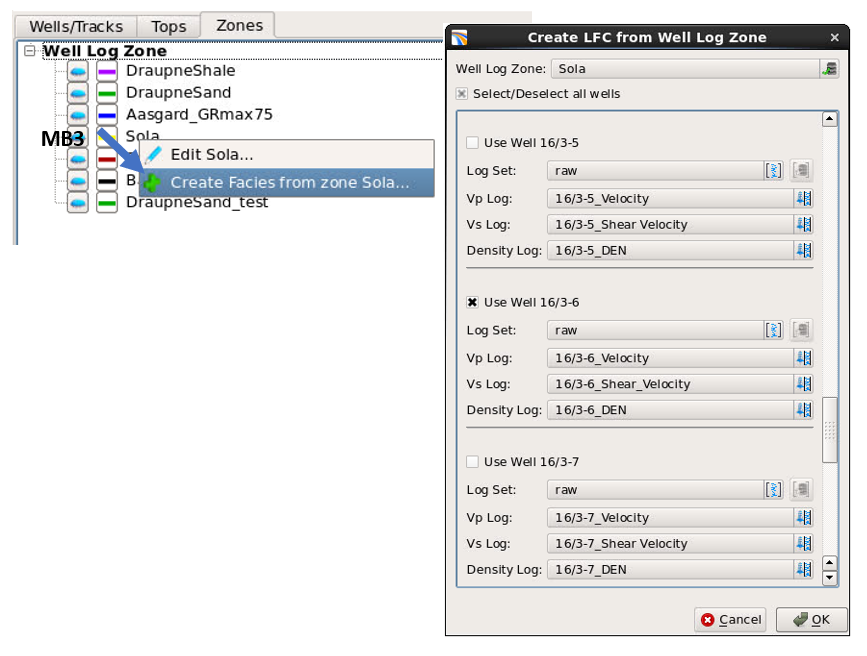 Wells/Tracks Tops Zones
Well Log Zone
DraupneShale
DraupneSand
Aasgard_GRmax75
Sola
MB3
Edit Sola...
Create Facies from zone Sola...
DraupneSand_test
Create LFC from Well Log Zone
Well Log Zone: Sola
Select/Deselect all wells
Use Well 16/3-5
Log Set: raw
Vp Log: 16/3-5_Velocity
Vs Log: 16/3-5_Shear Velocity
Density Log: 16/3-5_DEN
Use Well 16/3-6
Log Set: raw
Vp Log: 16/3-6_Velocity
Vs Log: 16/3-6_Shear_Velocity
Density Log: 16/3-6_DEN
Use Well 16/3-7
Log Set: raw
Vp Log: 16/3-7_Velocity
Vs Log: 16/3-7_Shear Velocity
Density Log: 16/3-7_DEN
Cancel OK